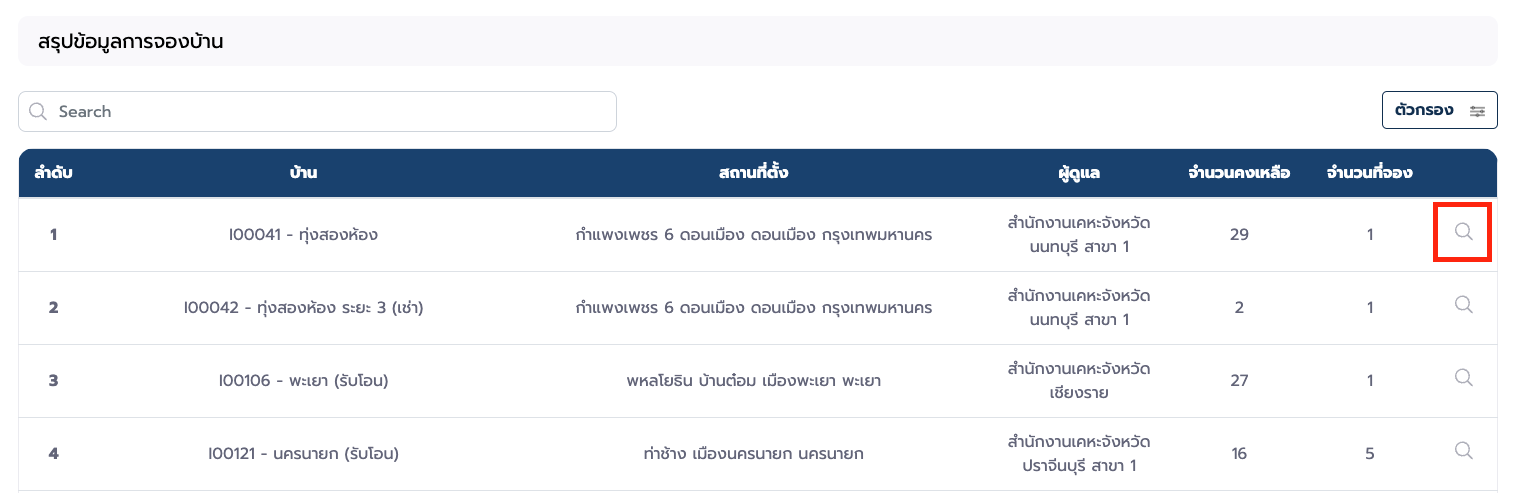 สรุปข้อมูลการจองบ้าน
Search
ตัวกรอง
ลำดับ บ้าน สถานที่ตั้ง ผู้ดูแล จำนวนคงเหลือ จำนวนที่จอง
1 I00041 - ทุ่งสองห้อง กำแพงเพชร 6 ดอนเมือง ดอนเมือง กรุงเทพมหานคร สำนักงานเคหะจังหวัด 29 1
นนทบุรี สาขา 1
2 I00042 - ทุ่งสองห้อง ระยะ 3 (เช่า) กำแพงเพชร 6 ดอนเมือง ดอนเมือง กรุงเทพมหานคร สำนักงานเคหะจังหวัด 2 1
นนทบุรี สาขา 1
3 I00106 - พะเยา (รับโอน) พหลโยธิน บ้านต๋อม เมืองพะเยา พะเยา สำนักงานเคหะจังหวัด 27 1
เชียงราย
4 I00121 - นครนายก (รับโอน) ท่าช้าง เมืองนครนายก นครนายก สำนักงานเคหะจังหวัด 16 5
ปราจีนบุรี สาขา 1